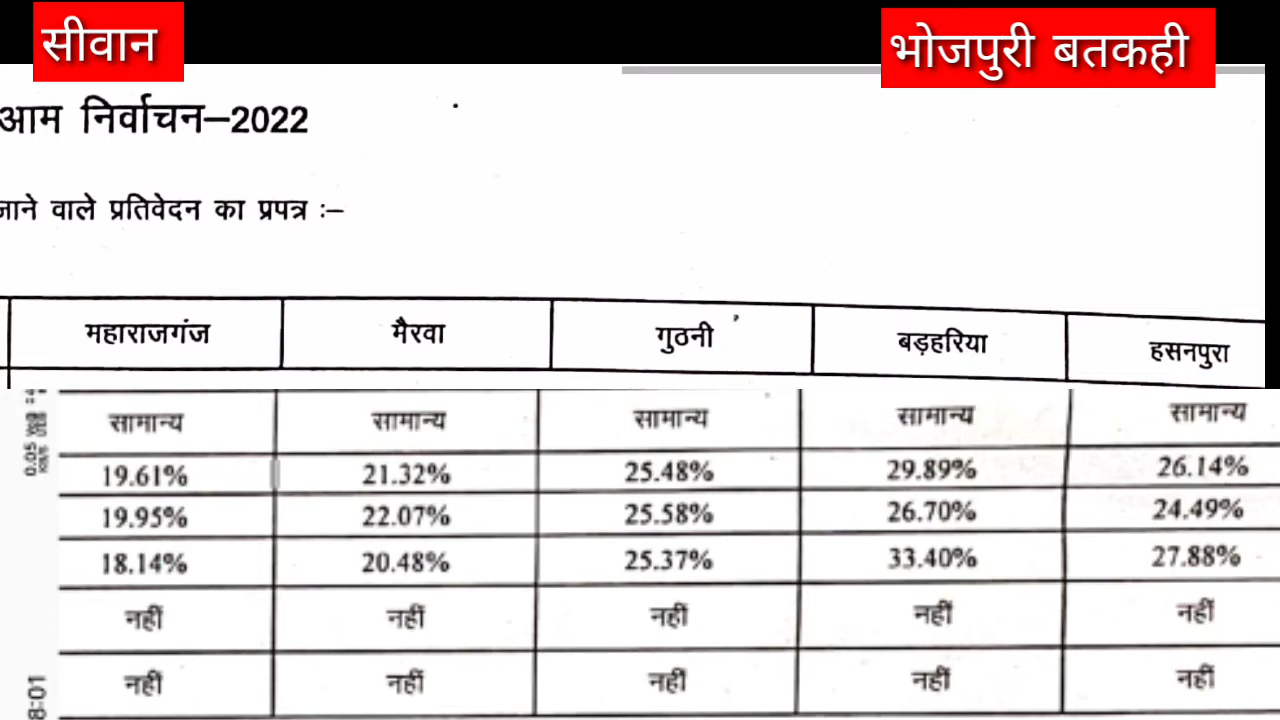 सीवान
भोजपुरी बतकही
आम निर्वाचन–2022
जाने वाले प्रतिवेदन का प्रपत्र :–
महाराजगंज मैरवा गुठनी बड़हरिया हसनपुरा
सामान्य सामान्य सामान्य सामान्य सामान्य
19.61% 21.32% 25.48% 29.89% 26.14%
19.95% 22.07% 25.58% 26.70% 24.49%
18.14% 20.48% 25.37% 33.40% 27.88%
नहीं नहीं नहीं नहीं नहीं
नहीं नहीं नहीं नहीं नहीं
8:01